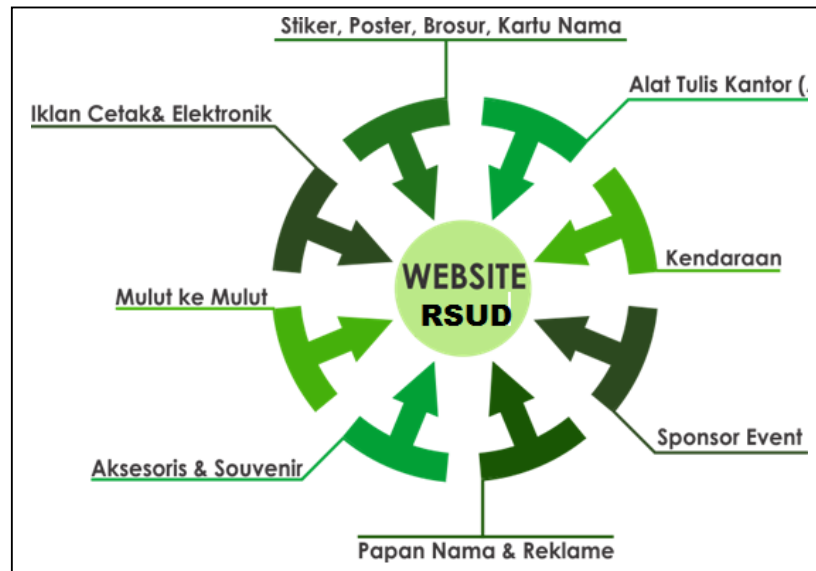 Stiker, Poster, Brosur, Kartu Nama
Alat Tulis Kantor (
Iklan Cetak& Elektronik
Kendaraan
WEBSITE
RSUD
Mulut ke Mulut
Sponsor Event
Aksesoris & Souvenir
Papan Nama & Reklame